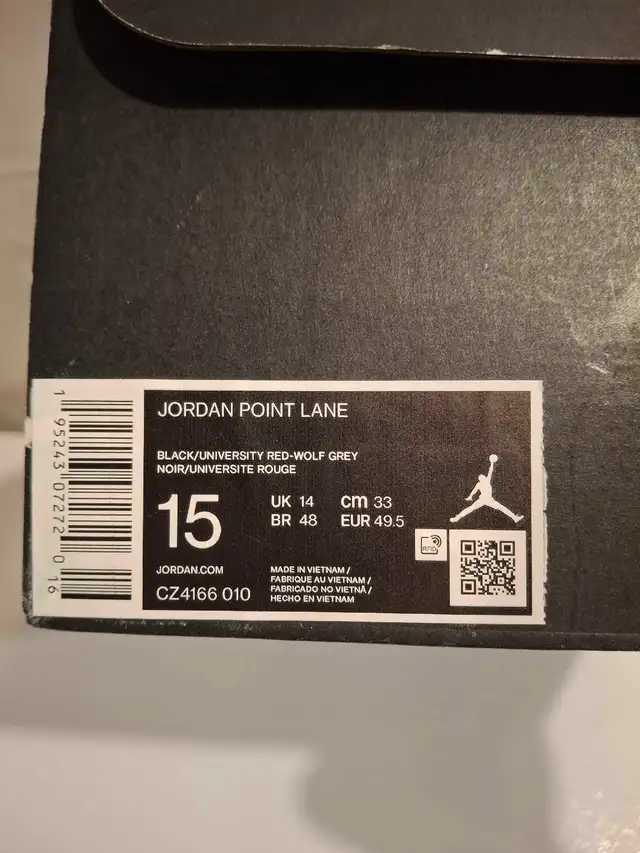 JORDAN POINT LANE
BLACK/UNIVERSITY RED-WOLF GREY
NOIR/UNIVERSITE ROUGE
15
UK 14 cm 33
BR 48 EUR 49.5
RFID
JORDAN.COM
CZ4166 010
MADE IN VIETNAM /
FABRIQUE AU VIETNAM /
FABRICADO NO VIETNÃ /
HECHO EN VIETNAM
1 95243 07272 0 16